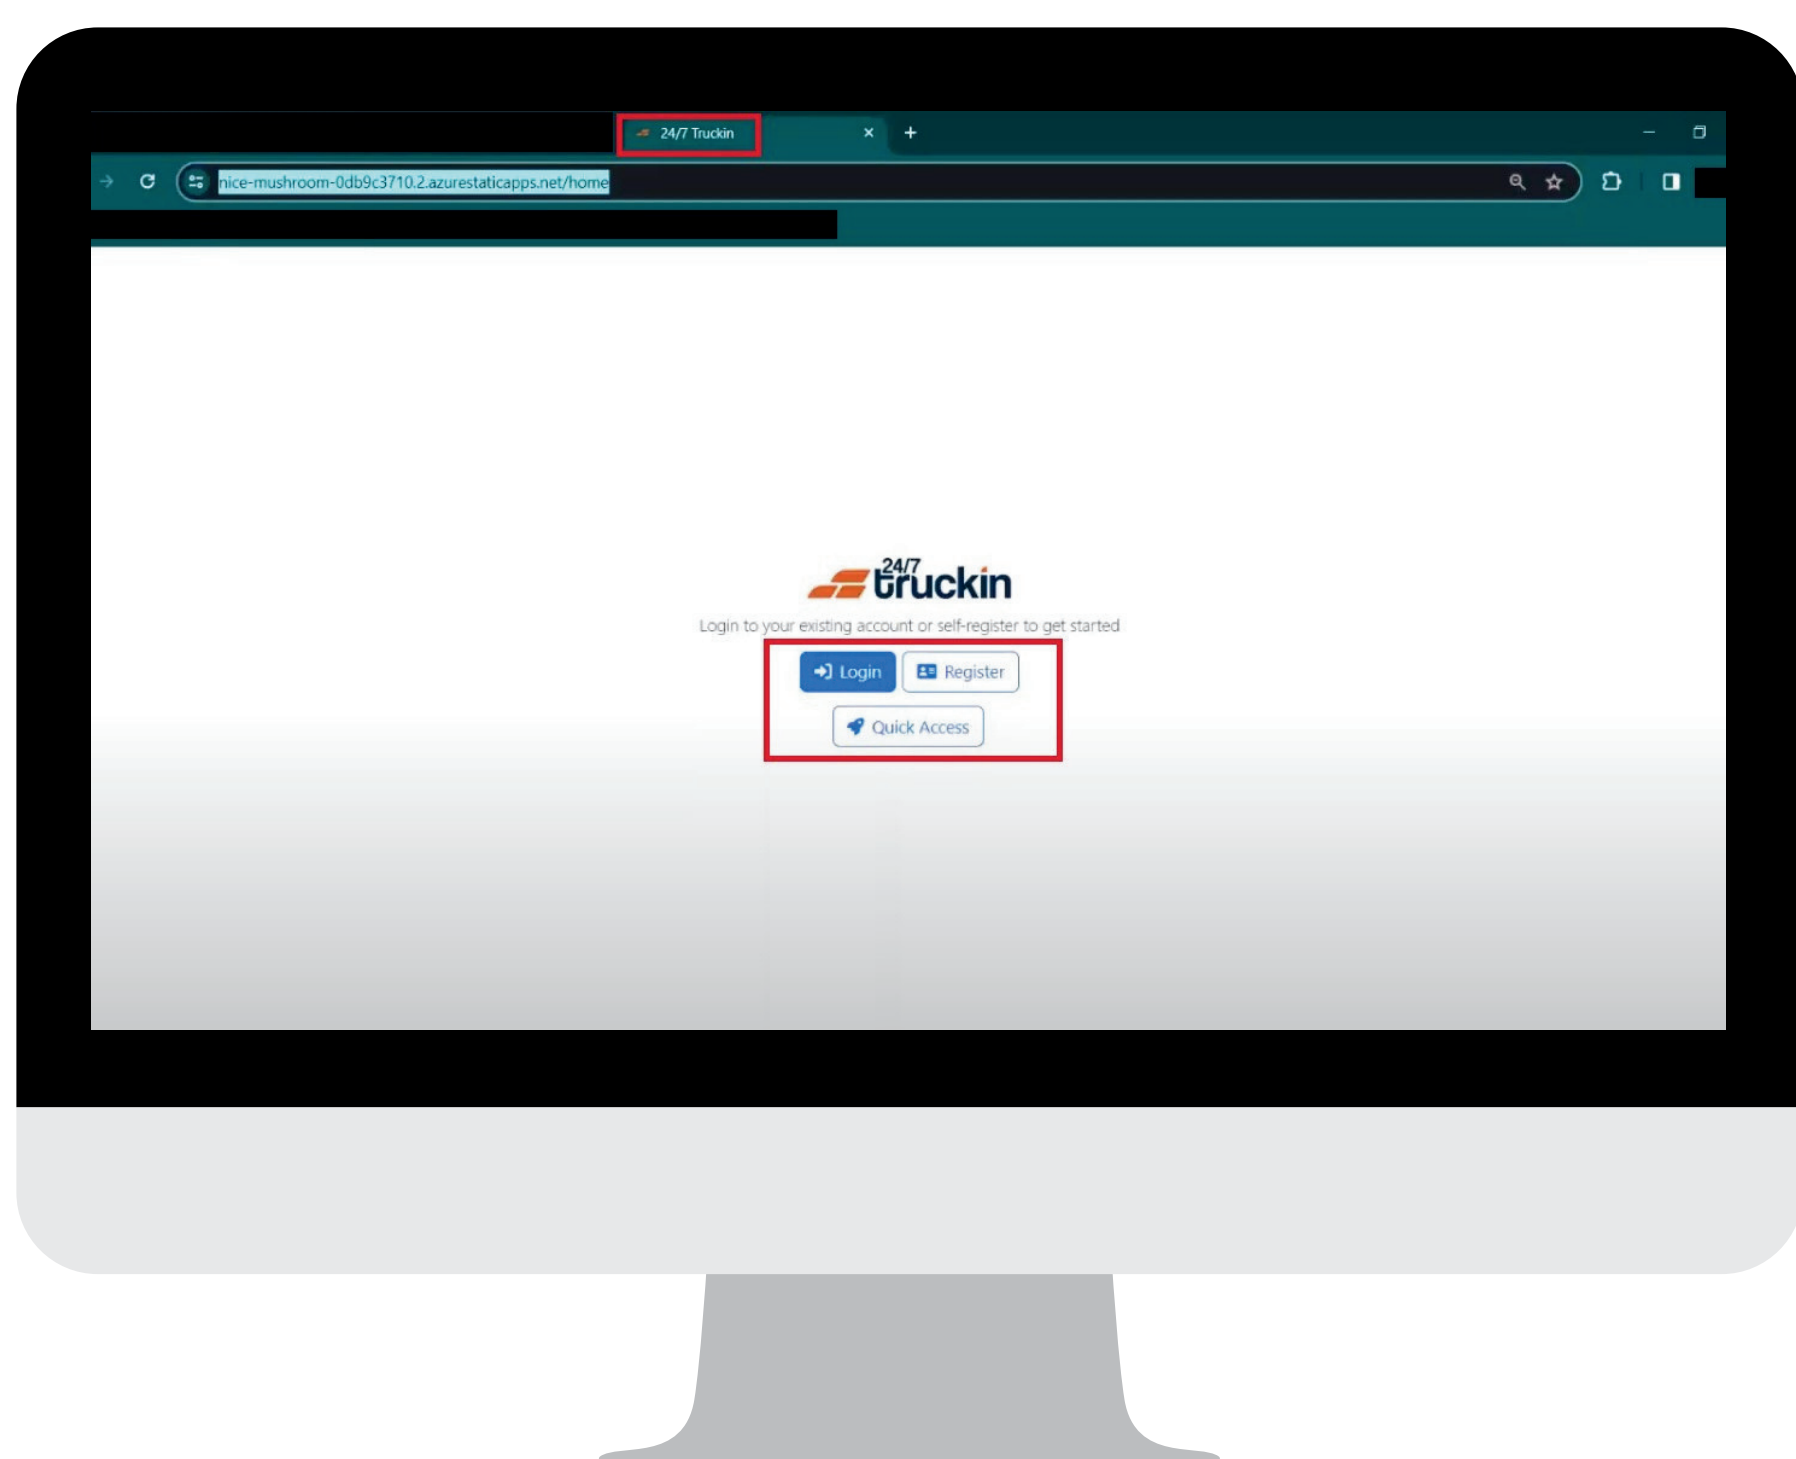 24/7 Truckin
nice-mushroom-0db9c3710.2.azurestaticapps.net/home
24/7
truckin
Login to your existing account or self-register to get started
Login Register
Quick Access